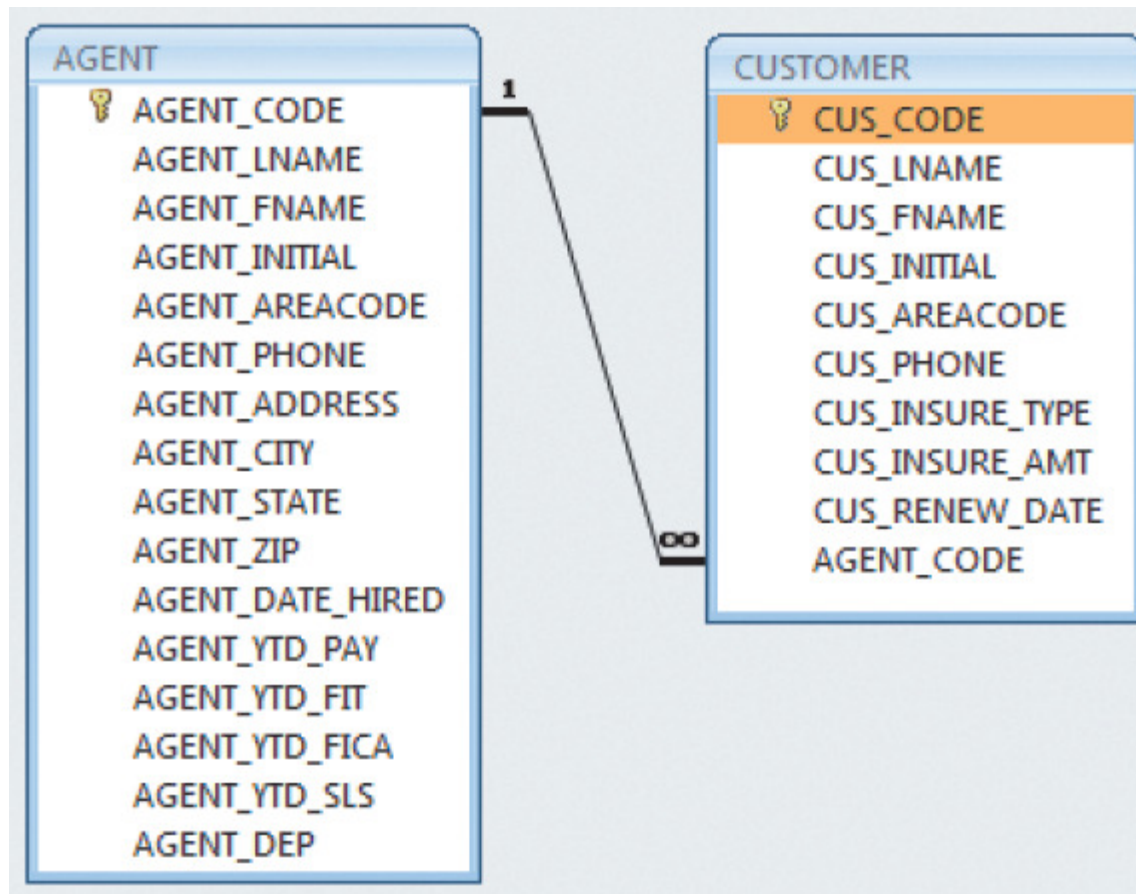 AGENT
AGENT_CODE
AGENT_LNAME
AGENT_FNAME
AGENT_INITIAL
AGENT_AREACODE
AGENT_PHONE
AGENT_ADDRESS
AGENT_CITY
AGENT_STATE
AGENT_ZIP
AGENT_DATE_HIRED
AGENT_YTD_PAY
AGENT_YTD_FIT
AGENT_YTD_FICA
AGENT_YTD_SLS
AGENT_DEP
1
∞
CUSTOMER
CUS_CODE
CUS_LNAME
CUS_FNAME
CUS_INITIAL
CUS_AREACODE
CUS_PHONE
CUS_INSURE_TYPE
CUS_INSURE_AMT
CUS_RENEW_DATE
AGENT_CODE